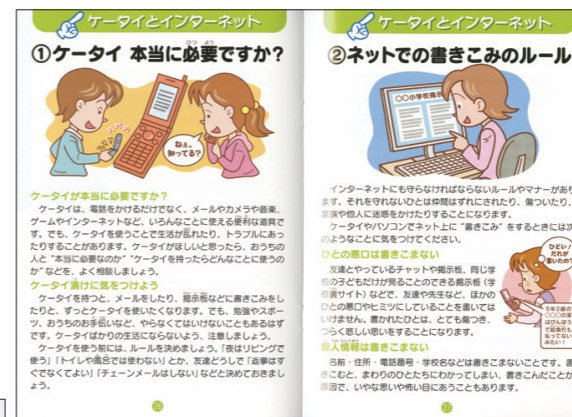 ケータイとインターネット
①ケータイ 本当に必要ですか?
ひつ よう
ねぇ、
知ってる?
ケータイが本当に必要ですか?
ケータイは、電話をかけるだけでなく、メールやカメラや音楽、
ゲームやインターネットなど、いろんなことに使える便利な道具で
す。でも、ケータイを使うことで生活が乱れたり、トラブルにあっ
たりすることがあります。ケータイがほしいと思ったら、おうちの
人と“本当に必要なのか”“ケータイを持ったらどんなことに使うの
か”などを、よく相談しましょう。
ケータイ漬けに気をつけよう
ケータイを持つと、メールをしたり、掲示板などに書きこみをし
たりと、ずっとケータイを使いたくなります。でも、勉強やスポー
ツ、おうちのお手伝いなど、やらなくてはいけないこともあるはず
です。ケータイばかりの生活にならないよう、注意しましょう。
ケータイを使う前には、ルールを決めましょう。「夜はリビングで
使う」「トイレや風呂では使わない」とか、友達どうしで「返事はす
ぐでなくてよい」「チェーンメールはしない」などと決めておきまし
ょう。
26
ケータイとインターネット
②ネットでの書きこみのルール
〇〇小学校掲示
インターネットにも守らなければならないルールやマナーがあり
ます。それを守れないひとは仲間はずれにされたり、傷ついたり、
家族や他人に迷惑をかけたりすることになります。
ケータイやパソコンでネット上に“書きこみ”をするときには次
のようなことに気をつけてください。
ひとの悪口は書きこまない
友達とやっているチャットや掲示板、同じ学
校の子どもだけが見ることのできる掲示板(学
校裏サイト)などで、友達や先生など、ほかの
ひとの悪口やヒミツにしていることを書いては
いけません。書かれたひとは、とても傷つき、
つらく悲しい思いをすることになります。
ひどい!
だれが
書いたの?
5年2組の
〇〇の家
はびんぼう
で給食代も
払ってない
みたい!
個人情報は書きこまない
名前・住所・電話番号・学校名などは書きこまないことです。書
きこむと、まわりのひとたちにわかってしまい、書きこんだことが
原因で、いやな思いや怖い目にあうこともあります。
27